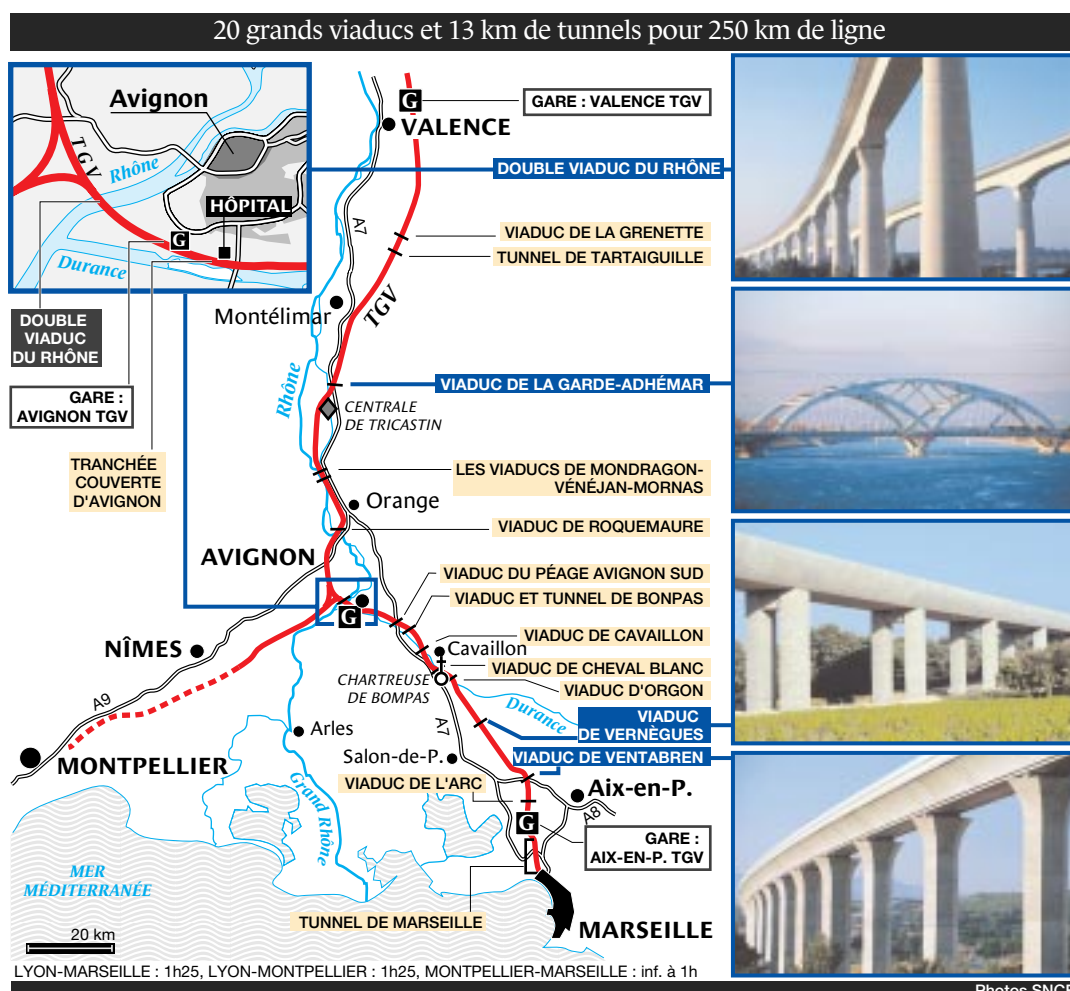 20 grands viaducs et 13 km de tunnels pour 250 km de ligne
Avignon
TGV
Rhône
HÔPITAL
G
Durance
DOUBLE
VIADUC
DU RHÔNE
GARE :
AVIGNON TGV
TRANCHÉE
COUVERTE
D'AVIGNON
G
GARE : VALENCE TGV
VALENCE
DOUBLE VIADUC DU RHÔNE
A7
VIADUC DE LA GRENETTE
TUNNEL DE TARTAIGUILLE
Montélimar
TGV
Rhône
VIADUC DE LA GARDE-ADHÉMAR
CENTRALE
DE TRICASTIN
LES VIADUCS DE MONDRAGON-
VÉNÉJAN-MORNAS
Orange
VIADUC DE ROQUEMAURE
AVIGNON
VIADUC DU PÉAGE AVIGNON SUD
VIADUC ET TUNNEL DE BONPAS
G
VIADUC DE CAVAILLON
NÎMES
Cavaillon
VIADUC DE CHEVAL BLANC
CHARTREUSE
DE BOMPAS
VIADUC D'ORGON
A9
Durance
VIADUC
DE VERNÈGUES
Arles
A7
MONTPELLIER
Salon-de-P.
VIADUC DE VENTABREN
VIADUC DE L'ARC
Aix-en-P.
Grand Rhône
A8
G
GARE :
AIX-EN-P. TGV
MER
MÉDITERRANÉE
TUNNEL DE MARSEILLE
MARSEILLE
20 km
LYON-MARSEILLE : 1h25, LYON-MONTPELLIER : 1h25, MONTPELLIER-MARSEILLE : inf. à 1h
Photos SNCF